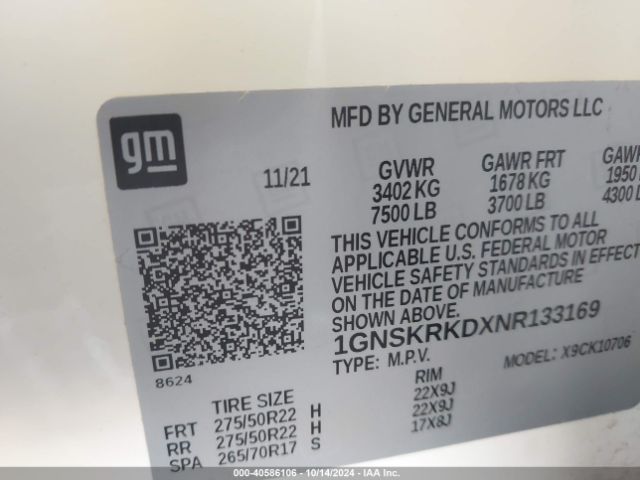 MFD BY GENERAL MOTORS LLC
gm
11/21
GVWR GAWR FRT GAWR
3402 KG 1678 KG 1950
7500 LB 3700 LB 4300 L
THIS VEHICLE CONFORMS TO ALL
APPLICABLE U.S. FEDERAL MOTOR
VEHICLE SAFETY STANDARDS IN EFFECT
ON THE DATE OF MANUFACTURE
SHOWN ABOVE.
1GNSKRKDXNR133169
TYPE: M.P.V. MODEL: X9CK10706
8624
TIRE SIZE RIM
FRT 275/50R22 H 22X9J
RR 275/50R22 H 22X9J
SPA 265/70R17 S 17X8J
000-40586106 | 10/14/2024 | IAA Inc.